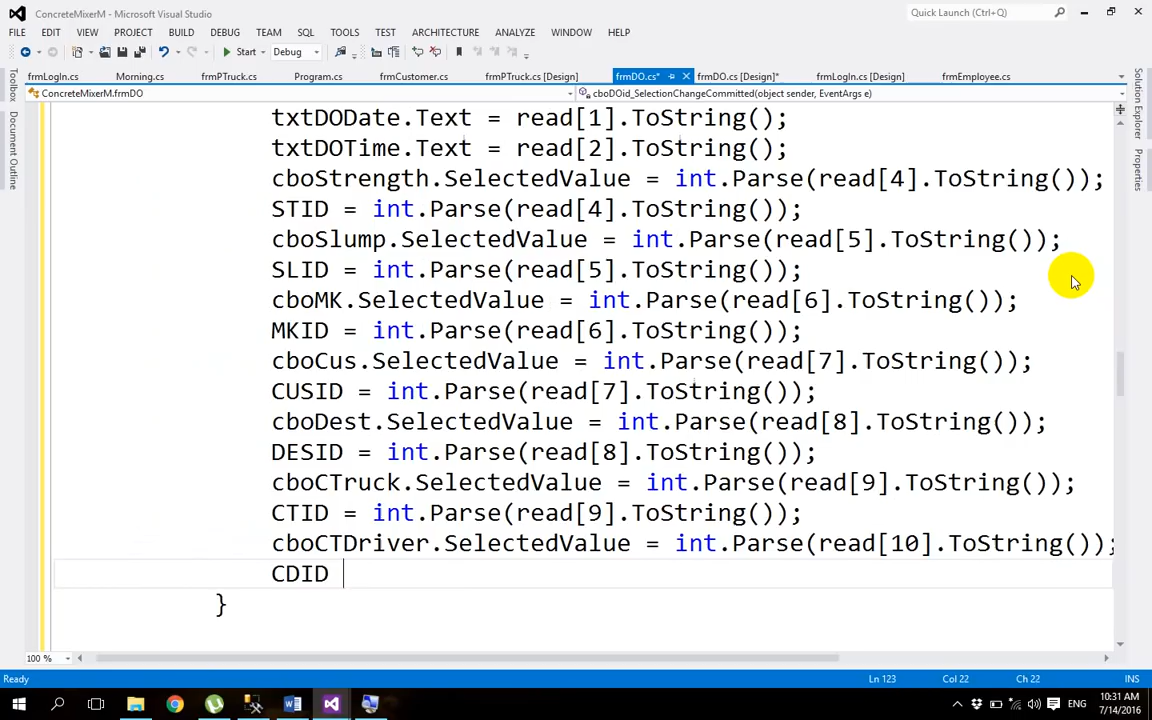 ConcreteMixerM - Microsoft Visual Studio
Quick Launch (Ctrl+Q)
FILE EDIT VIEW PROJECT BUILD DEBUG TEAM SQL TOOLS TEST ARCHITECTURE ANALYZE WINDOW HELP
Start Debug
frmLogIn.cs Morning.cs frmPTruck.cs Program.cs frmCustomer.cs frmPTruck.cs [Design] frmDO.cs* frmDO.cs [Design]* frmLogIn.cs [Design] frmEmployee.cs
ConcreteMixerM.frmDO cboDOid_SelectionChangeCommitted(object sender, EventArgs e)
Toolbox
Document Outline
Solution Explorer
Properties
txtDODate.Text = read[1].ToString();
txtDOTime.Text = read[2].ToString();
cboStrength.SelectedValue = int.Parse(read[4].ToString());
STID = int.Parse(read[4].ToString());
cboSlump.SelectedValue = int.Parse(read[5].ToString());
SLID = int.Parse(read[5].ToString());
cboMK.SelectedValue = int.Parse(read[6].ToString());
MKID = int.Parse(read[6].ToString());
cboCus.SelectedValue = int.Parse(read[7].ToString());
CUSID = int.Parse(read[7].ToString());
cboDest.SelectedValue = int.Parse(read[8].ToString());
DESID = int.Parse(read[8].ToString());
cboCTruck.SelectedValue = int.Parse(read[9].ToString());
CTID = int.Parse(read[9].ToString());
cboCTDriver.SelectedValue = int.Parse(read[10].ToString());
CDID
}
100 %
Ready Ln 123 Col 22 Ch 22 INS
ENG 10:31 AM
7/14/2016